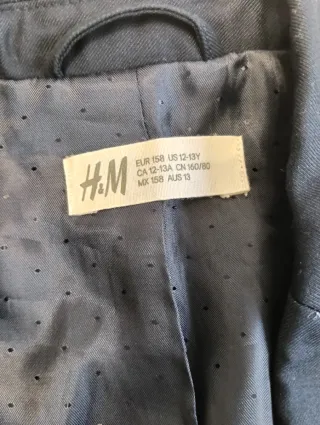 H&M
EUR 158 US 12-13Y
CA 12-13A CN 160/80
MX 158 AUS 13